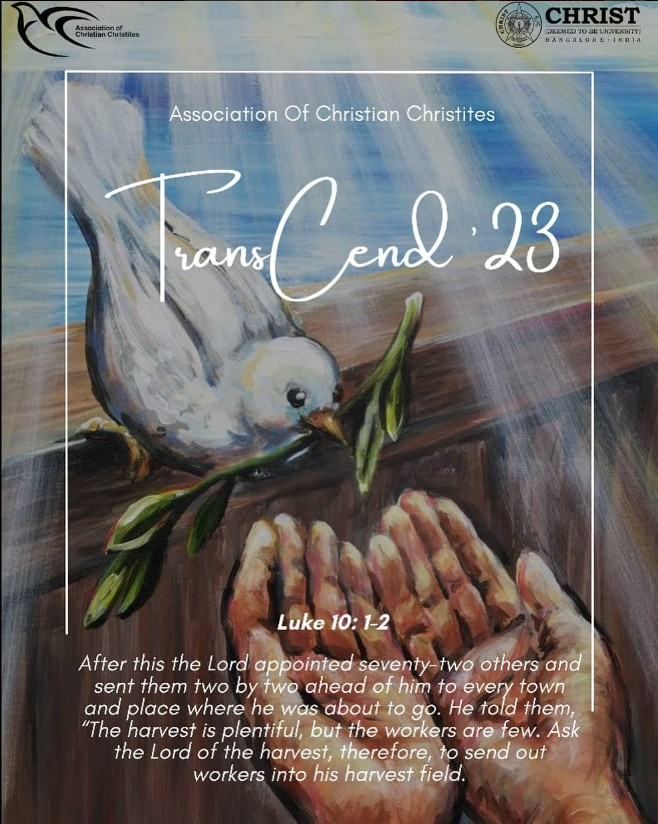 Association of
Christian Christites
CHRIST
(DEEMED TO BE UNIVERSITY)
BANGALORE · INDIA
Association Of Christian Christites
TransCend '23
Luke 10: 1-2
After this the Lord appointed seventy-two others and
sent them two by two ahead of him to every town
and place where he was about to go. He told them,
“The harvest is plentiful, but the workers are few. Ask
the Lord of the harvest, therefore, to send out
workers into his harvest field.